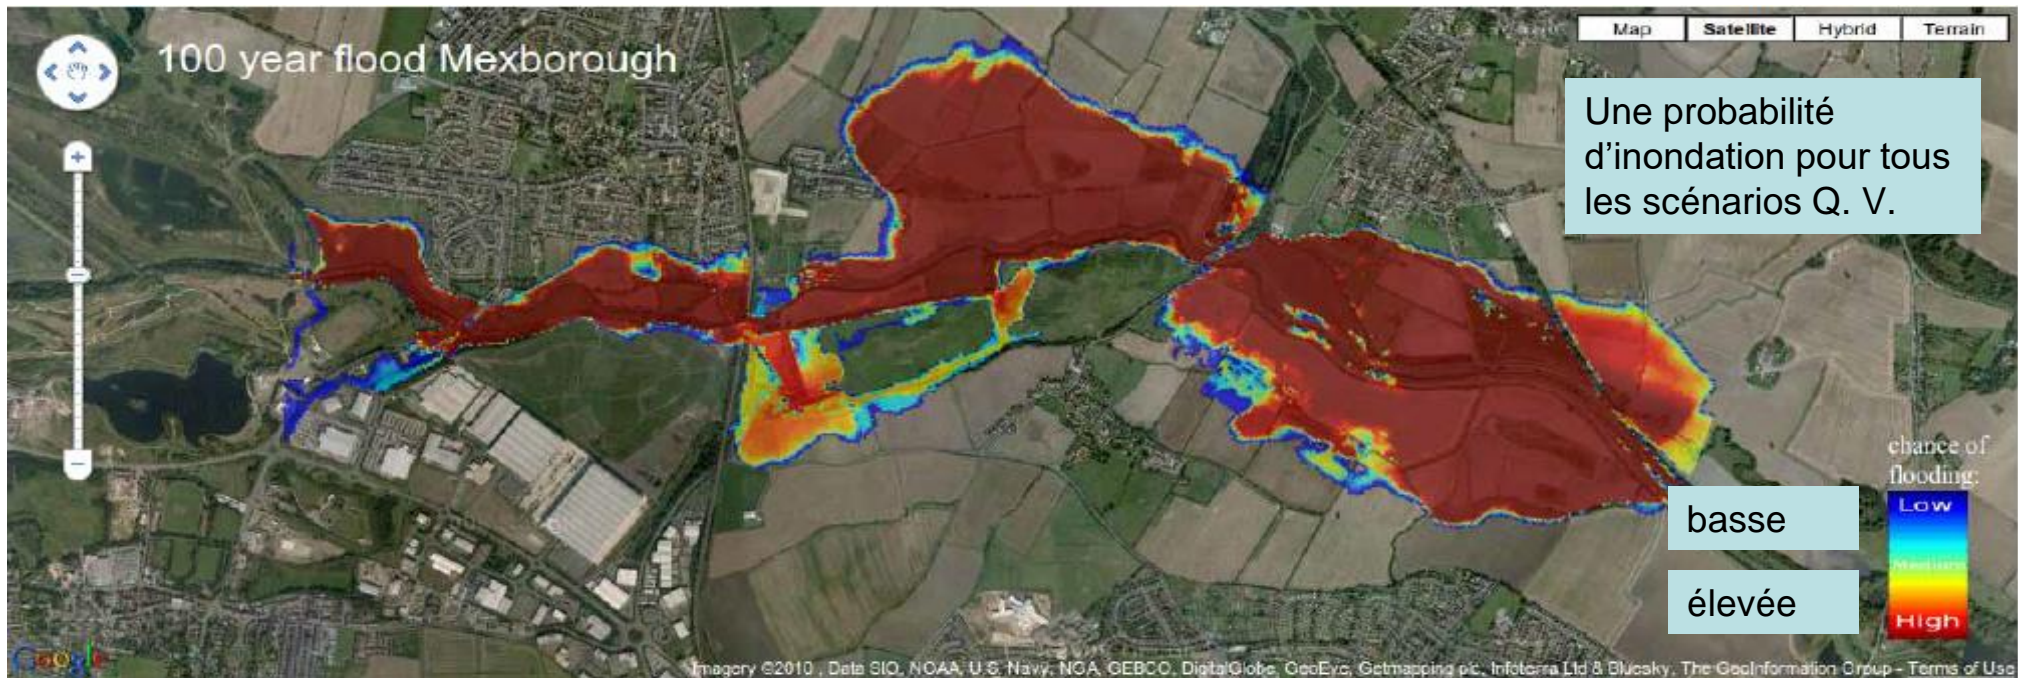 100 year flood Mexborough
Map Satellite Hybrid Terrain
Une probabilité
d’inondation pour tous
les scénarios Q. V.
chance of
flooding:
Low
Medium
High
basse
élevée
Google
Imagery ©2010 , Data SIO, NOAA, U.S. Navy, NGA, GEBCO, DigitalGlobe, GeoEye, Getmapping plc, Infoterra Ltd & Bluesky, The GeoInformation Group - Terms of Use